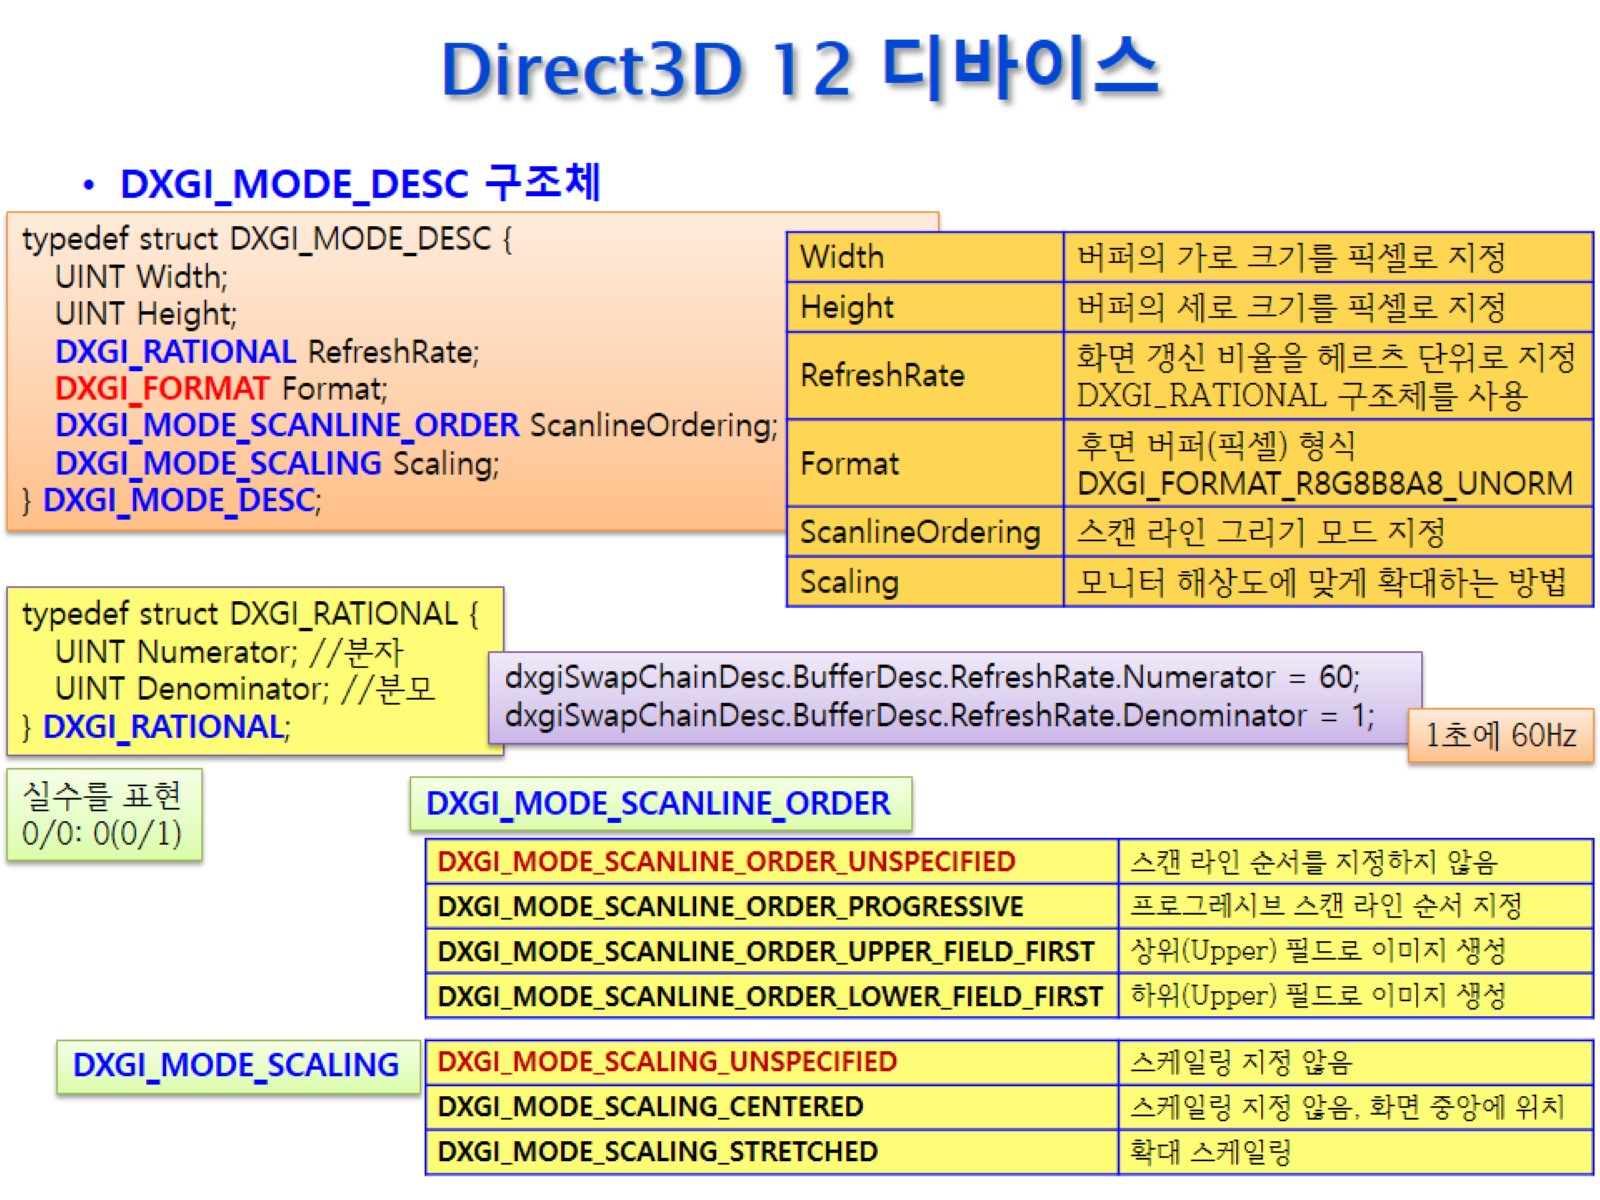 Direct3D 12 디바이스
• DXGI_MODE_DESC 구조체
typedef struct DXGI_MODE_DESC {
UINT Width;
UINT Height;
DXGI_RATIONAL RefreshRate;
DXGI_FORMAT Format;
DXGI_MODE_SCANLINE_ORDER ScanlineOrdering;
DXGI_MODE_SCALING Scaling;
} DXGI_MODE_DESC;
Width 버퍼의 가로 크기를 픽셀로 지정
Height 버퍼의 세로 크기를 픽셀로 지정
RefreshRate 화면 갱신 비율을 헤르츠 단위로 지정
DXGI_RATIONAL 구조체를 사용
Format 후면 버퍼(픽셀) 형식
DXGI_FORMAT_R8G8B8A8_UNORM
ScanlineOrdering 스캔 라인 그리기 모드 지정
Scaling 모니터 해상도에 맞게 확대하는 방법
typedef struct DXGI_RATIONAL {
UINT Numerator; //분자
UINT Denominator; //분모
} DXGI_RATIONAL;
dxgiSwapChainDesc.BufferDesc.RefreshRate.Numerator = 60;
dxgiSwapChainDesc.BufferDesc.RefreshRate.Denominator = 1;
1초에 60Hz
실수를 표현
0/0: 0(0/1)
DXGI_MODE_SCANLINE_ORDER
DXGI_MODE_SCANLINE_ORDER_UNSPECIFIED 스캔 라인 순서를 지정하지 않음
DXGI_MODE_SCANLINE_ORDER_PROGRESSIVE 프로그레시브 스캔 라인 순서 지정
DXGI_MODE_SCANLINE_ORDER_UPPER_FIELD_FIRST 상위(Upper) 필드로 이미지 생성
DXGI_MODE_SCANLINE_ORDER_LOWER_FIELD_FIRST 하위(Upper) 필드로 이미지 생성
DXGI_MODE_SCALING
DXGI_MODE_SCALING_UNSPECIFIED 스케일링 지정 않음
DXGI_MODE_SCALING_CENTERED 스케일링 지정 않음, 화면 중앙에 위치
DXGI_MODE_SCALING_STRETCHED 확대 스케일링